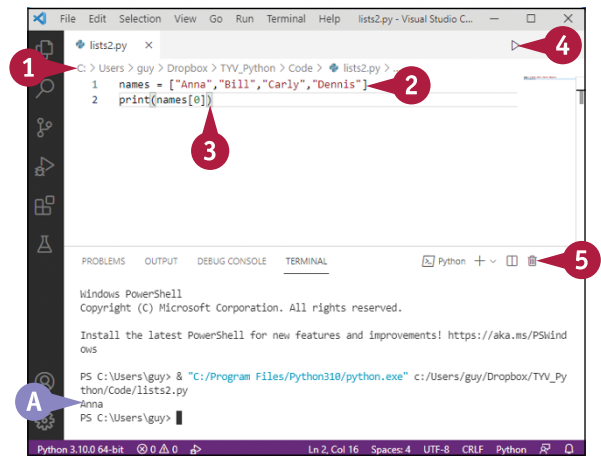 File Edit Selection View Go Run Terminal Help lists2.py - Visual Studio C...
lists2.py
4
1
C: > Users > guy > Dropbox > TYV_Python > Code > lists2.py > ...
1 names = ["Anna","Bill","Carly","Dennis"]
2
2 print(names[0])
3
PROBLEMS OUTPUT DEBUG CONSOLE TERMINAL Python
5
Windows PowerShell
Copyright (C) Microsoft Corporation. All rights reserved.
Install the latest PowerShell for new features and improvements! https://aka.ms/PSWind
ows
PS C:\Users\guy> & "C:/Program Files/Python310/python.exe" c:/Users/guy/Dropbox/TYV_Py
thon/Code/lists2.py
A
Anna
PS C:\Users\guy>
Python 3.10.0 64-bit 0 0 Ln 2, Col 16 Spaces: 4 UTF-8 CRLF Python